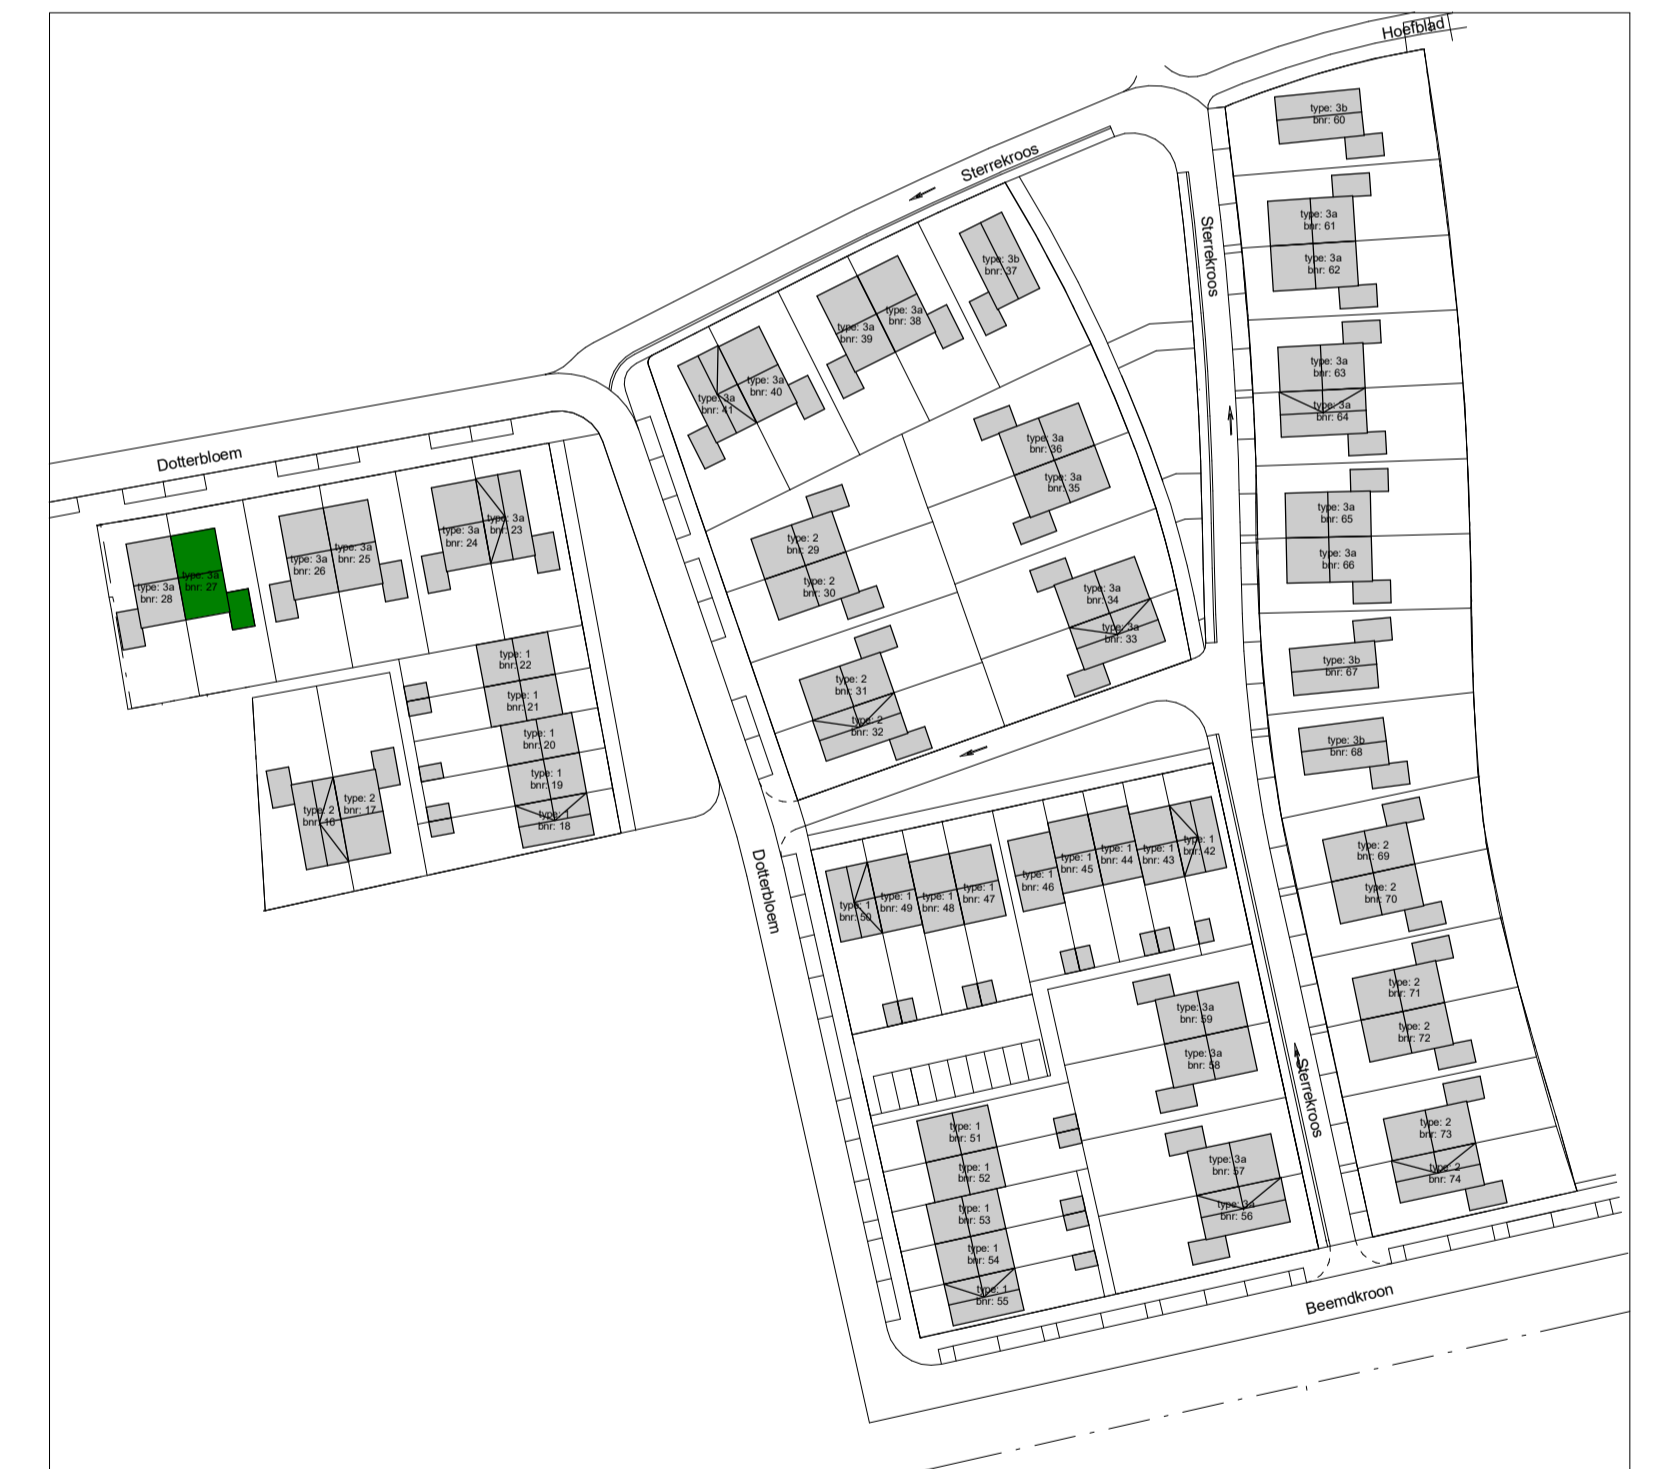 Hoefblad
Sterrekroos
Sterrekroos
Dotterbloem
Dotterbloem
Sterrekroos
Beemdkroon
type: 3b
bnr: 60
type: 3a
bnr: 61
type: 3a
bnr: 62
type: 3a
bnr: 63
type: 3a
bnr: 64
type: 3a
bnr: 65
type: 3a
bnr: 66
type: 3b
bnr: 67
type: 3b
bnr: 68
type: 2
bnr: 69
type: 2
bnr: 70
type: 2
bnr: 71
type: 2
bnr: 72
type: 2
bnr: 73
type: 2
bnr: 74
type: 3b
bnr: 37
type: 3a
bnr: 38
type: 3a
bnr: 39
type: 3a
bnr: 40
type: 3a
bnr: 41
type: 3a
bnr: 36
type: 3a
bnr: 35
type: 3a
bnr: 34
type: 3a
bnr: 33
type: 2
bnr: 29
type: 2
bnr: 30
type: 2
bnr: 31
type: 2
bnr: 32
type: 3a
bnr: 28
type: 3a
bnr: 27
type: 3a
bnr: 26
type: 3a
bnr: 25
type: 3a
bnr: 24
type: 3a
bnr: 23
type: 1
bnr: 22
type: 1
bnr: 21
type: 1
bnr: 20
type: 1
bnr: 19
type: 1
bnr: 18
type: 2
bnr: 17
type: 2
bnr: 16
type: 1
bnr: 50
type: 1
bnr: 49
type: 1
bnr: 48
type: 1
bnr: 47
type: 1
bnr: 46
type: 1
bnr: 45
type: 1
bnr: 44
type: 1
bnr: 43
type: 1
bnr: 42
type: 3a
bnr: 59
type: 3a
bnr: 58
type: 3a
bnr: 57
type: 3a
bnr: 56
type: 1
bnr: 51
type: 1
bnr: 52
type: 1
bnr: 53
type: 1
bnr: 54
type: 1
bnr: 55